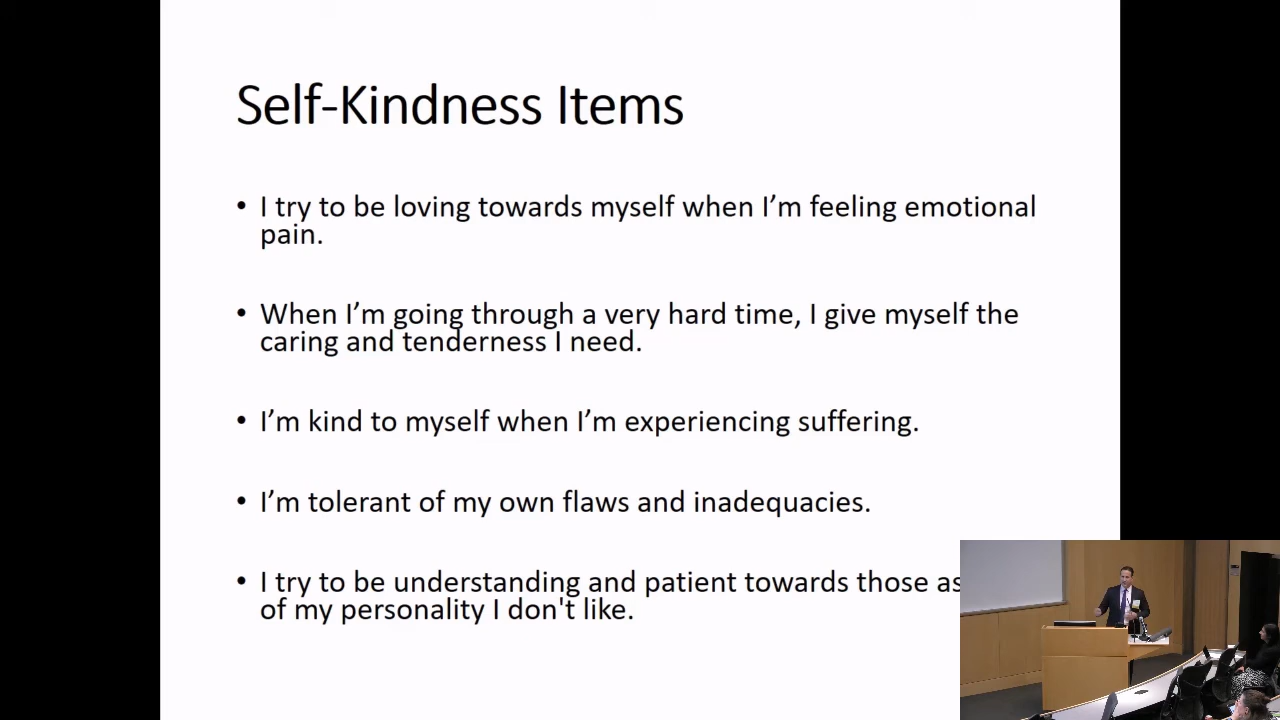 Self-Kindness Items
• I try to be loving towards myself when I’m feeling emotional
pain.
• When I’m going through a very hard time, I give myself the
caring and tenderness I need.
• I’m kind to myself when I’m experiencing suffering.
• I’m tolerant of my own flaws and inadequacies.
• I try to be understanding and patient towards those
of my personality I don't like.